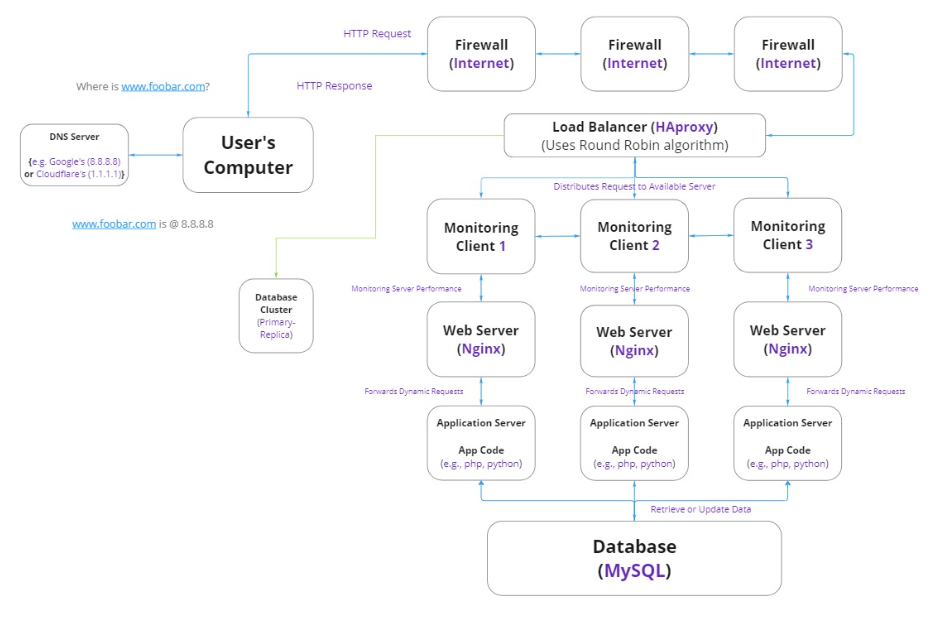 HTTP Request
Firewall
(Internet)
Firewall
(Internet)
Firewall
(Internet)
HTTP Response
Where is www.foobar.com?
DNS Server
{e.g. Google's (8.8.8.8)
or Cloudflare's (1.1.1.1)}
User's
Computer
www.foobar.com is @ 8.8.8.8
Load Balancer (HAproxy)
(Uses Round Robin algorithm)
Distributes Request to Available Server
Monitoring
Client 1
Monitoring
Client 2
Monitoring
Client 3
Database
Cluster
(Primary-
Replica)
Monitoring Server Performance
Monitoring Server Performance
Monitoring Server Performance
Web Server
(Nginx)
Web Server
(Nginx)
Web Server
(Nginx)
Forwards Dynamic Requests
Forwards Dynamic Requests
Forwards Dynamic Requests
Application Server
App Code
(e.g., php, python)
Application Server
App Code
(e.g., php, python)
Application Server
App Code
(e.g., php, python)
Retrieve or Update Data
Database
(MySQL)